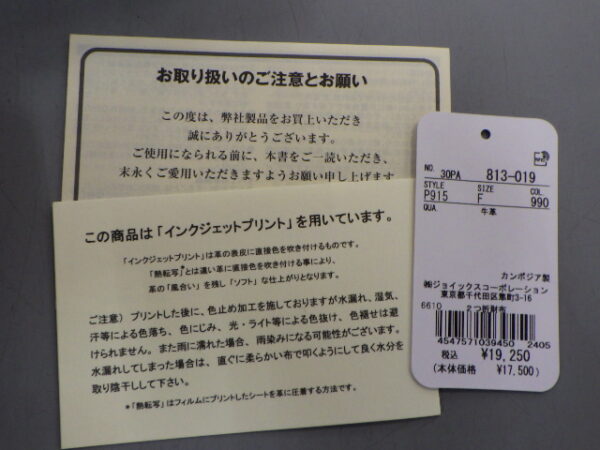 お取り扱いのご注意とお願い
この度は、弊社製品をお買上いただき
誠にありがとうございます。
ご使用になられる前に、本書をご一読いただき、
末永くご愛用いただきますようお願い申し上げます
この商品は「インクジェットプリント」を用いています。
「インクジェットプリント」は革の表皮に直接色を吹き付けるものです。
「熱転写」*とは違い革に直接色を吹き付ける事により、
革の「風合い」を残し「ソフト」な仕上がりとなります。
ご注意) プリントした後に、色止め加工を施しておりますが水濡れ、湿気、
汗等による色落ち、色にじみ、光・ライト等による色抜け、色褪せは避
けられません。また雨に濡れた場合、雨染みになる可能性がございます。
水濡れしてしまった場合は、直ぐに柔らかい布で叩くようにして良く水分を
取り陰干しして下さい。
*「熱転写」はフィルムにプリントしたシートを革に圧着する方法です。
NO. 30PA 813-019
STYLE SIZE COL
P915 F 990
QUA. 牛革
カンボジア製
㈱ジョイックスコーポレーション
東京都千代田区麹町3-16
6610 2つ折財布
4547571039450 2405
税込 ¥19,250
(本体価格 ¥17,500)